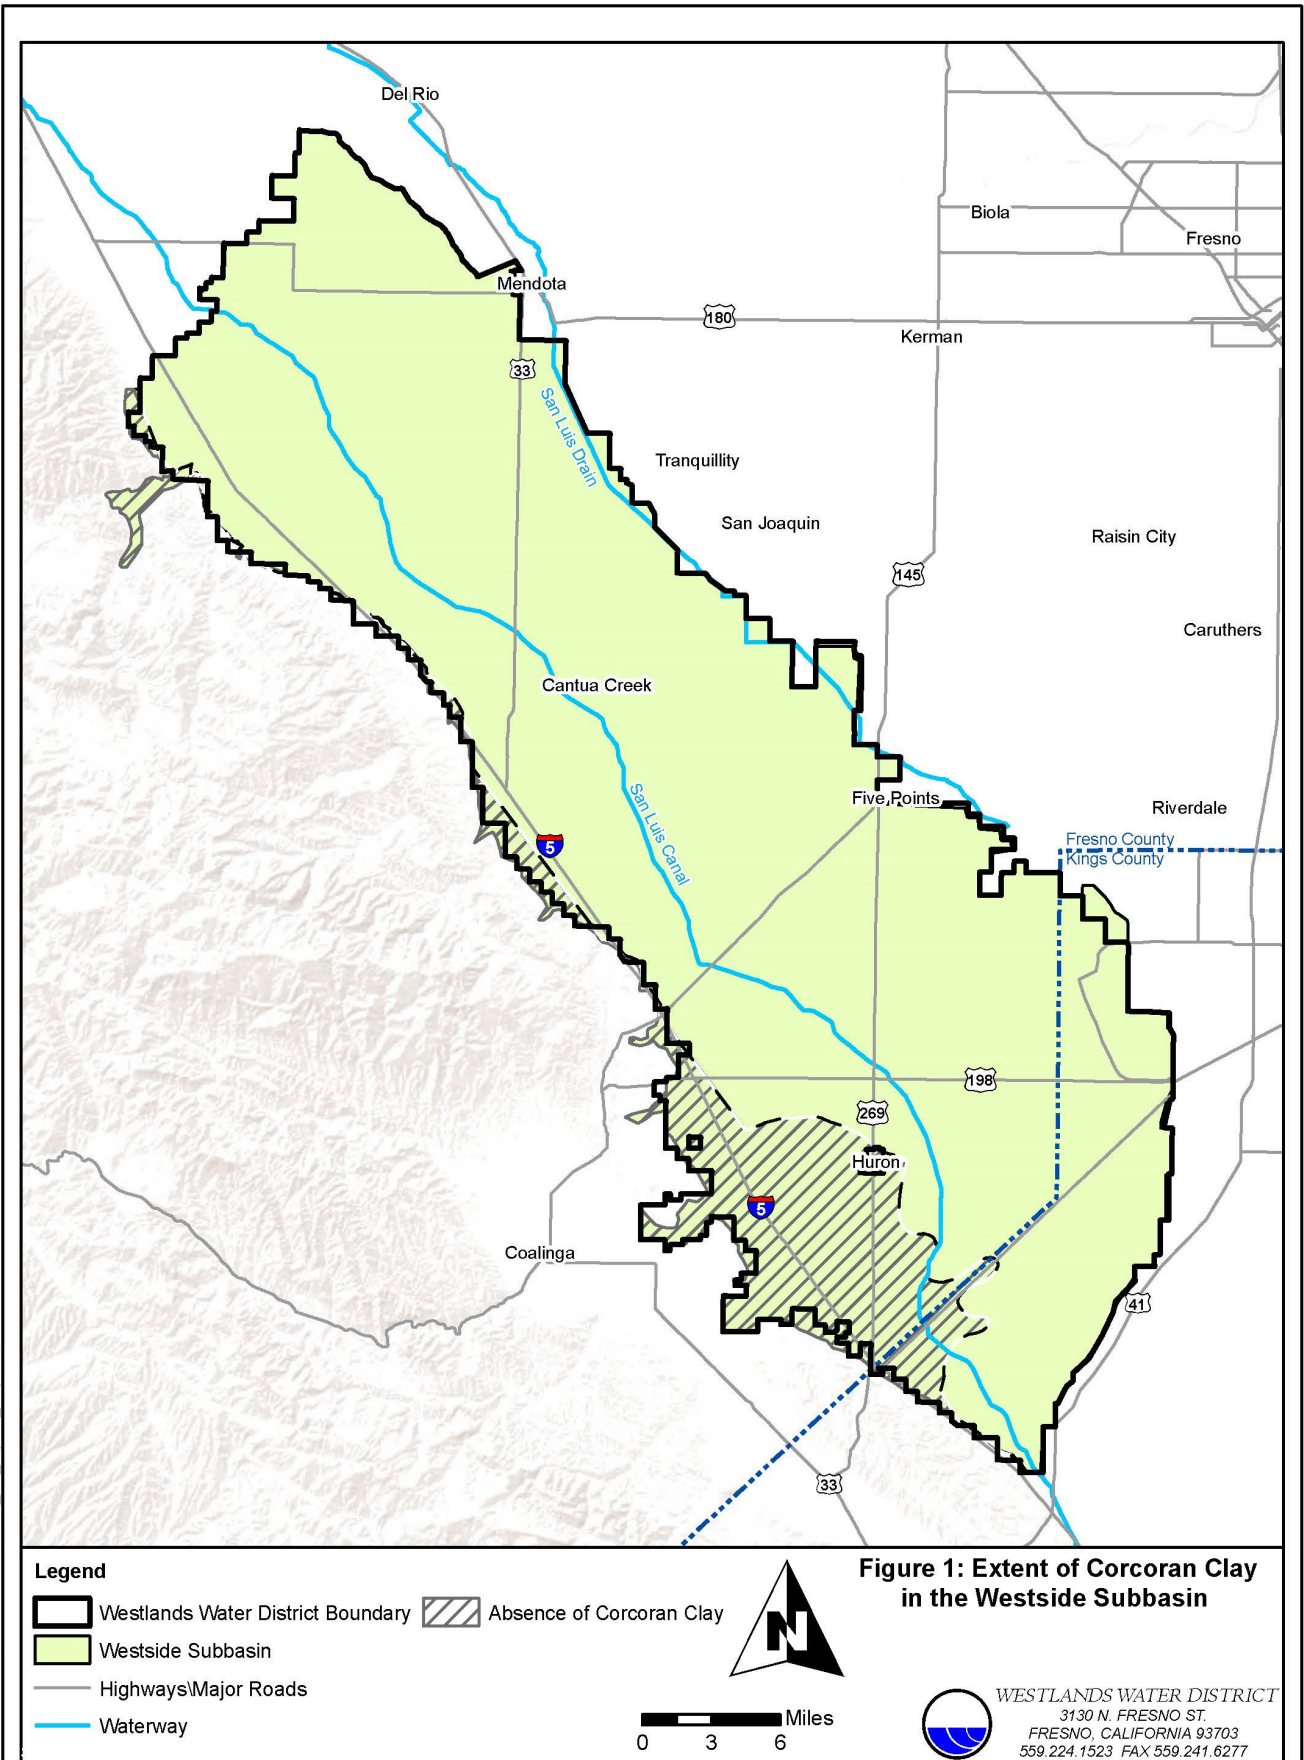 Del Rio
Biola
Fresno
Mendota
180
Kerman
33
San Luis Drain
Tranquillity
San Joaquin
Raisin City
145
Caruthers
Cantua Creek
San Luis Canal
Five Points
Riverdale
5
Fresno County
Kings County
198
269
Huron
5
Coalinga
41
33
Legend
Westlands Water District Boundary
Absence of Corcoran Clay
Westside Subbasin
Highways\Major Roads
Waterway
N
Miles
0 3 6
Figure 1: Extent of Corcoran Clay
in the Westside Subbasin
WESTLANDS WATER DISTRICT
3130 N. FRESNO ST.
FRESNO, CALIFORNIA 93703
559.224.1523 FAX 559.241.6277